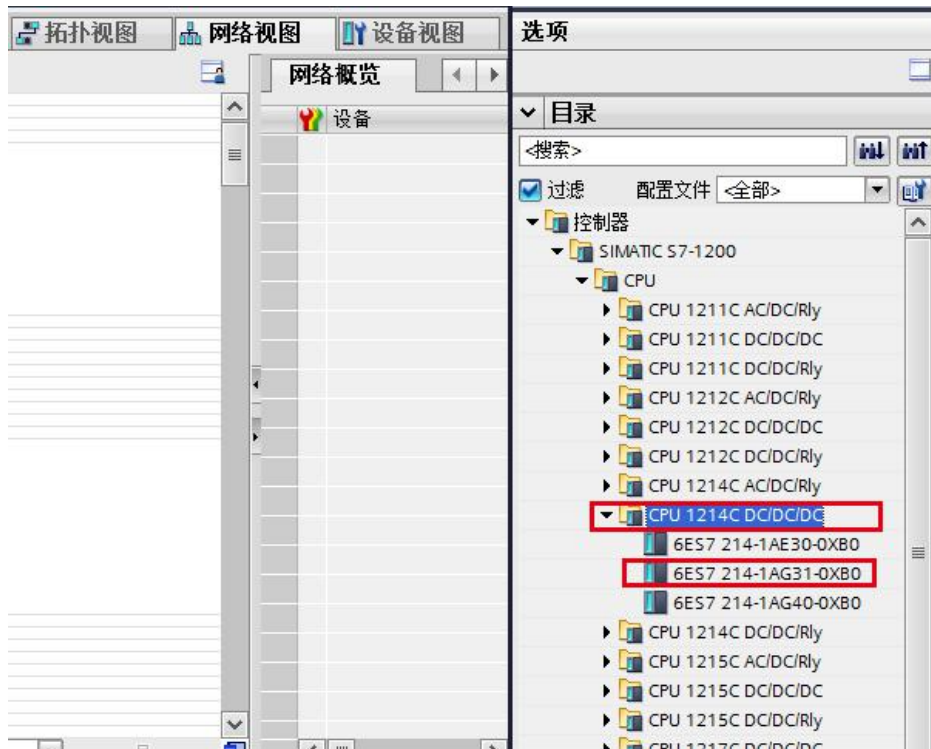 拓扑视图 网络视图 设备视图
网络概览
设备
选项
目录
<搜索>
过滤 配置文件 <全部>
控制器
SIMATIC S7-1200
CPU
CPU 1211C AC/DC/Rly
CPU 1211C DC/DC/DC
CPU 1211C DC/DC/Rly
CPU 1212C AC/DC/Rly
CPU 1212C DC/DC/DC
CPU 1212C DC/DC/Rly
CPU 1214C AC/DC/Rly
CPU 1214C DC/DC/DC
6ES7 214-1AE30-0XB0
6ES7 214-1AG31-0XB0
6ES7 214-1AG40-0XB0
CPU 1214C DC/DC/Rly
CPU 1215C AC/DC/Rly
CPU 1215C DC/DC/DC
CPU 1215C DC/DC/Rly
CPU 1217C DC/DC/DC